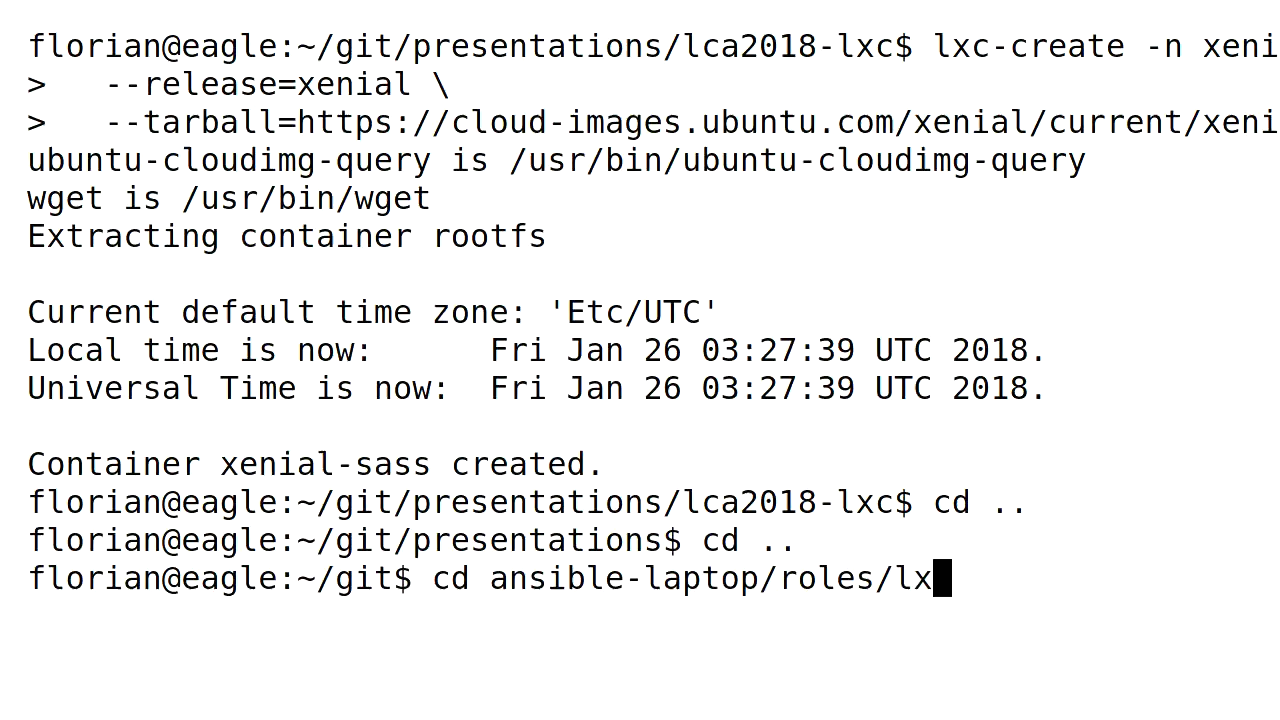 florian@eagle:~/git/presentations/lca2018-lxc$ lxc-create -n xeni
>   --release=xenial \
>   --tarball=https://cloud-images.ubuntu.com/xenial/current/xeni
ubuntu-cloudimg-query is /usr/bin/ubuntu-cloudimg-query
wget is /usr/bin/wget
Extracting container rootfs
Current default time zone: 'Etc/UTC'
Local time is now:      Fri Jan 26 03:27:39 UTC 2018.
Universal Time is now:  Fri Jan 26 03:27:39 UTC 2018.
Container xenial-sass created.
florian@eagle:~/git/presentations/lca2018-lxc$ cd ..
florian@eagle:~/git/presentations$ cd ..
florian@eagle:~/git$ cd ansible-laptop/roles/lx